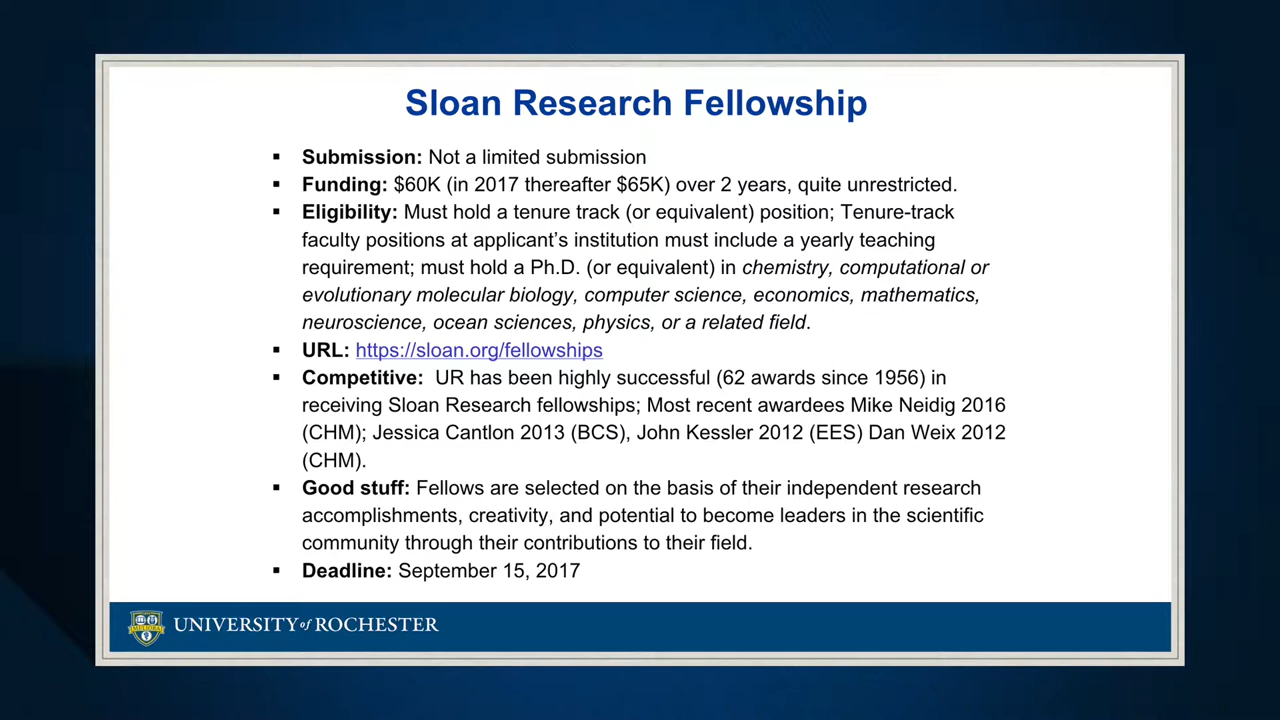 Sloan Research Fellowship
▪ Submission: Not a limited submission
▪ Funding: $60K (in 2017 thereafter $65K) over 2 years, quite unrestricted.
▪ Eligibility: Must hold a tenure track (or equivalent) position; Tenure-track
faculty positions at applicant's institution must include a yearly teaching
requirement; must hold a Ph.D. (or equivalent) in chemistry, computational or
evolutionary molecular biology, computer science, economics, mathematics,
neuroscience, ocean sciences, physics, or a related field.
▪ URL: https://sloan.org/fellowships
▪ Competitive:  UR has been highly successful (62 awards since 1956) in
receiving Sloan Research fellowships; Most recent awardees Mike Neidig 2016
(CHM); Jessica Cantlon 2013 (BCS), John Kessler 2012 (EES) Dan Weix 2012
(CHM).
▪ Good stuff: Fellows are selected on the basis of their independent research
accomplishments, creativity, and potential to become leaders in the scientific
community through their contributions to their field.
▪ Deadline: September 15, 2017
MELIORA
UNIVERSITY of ROCHESTER